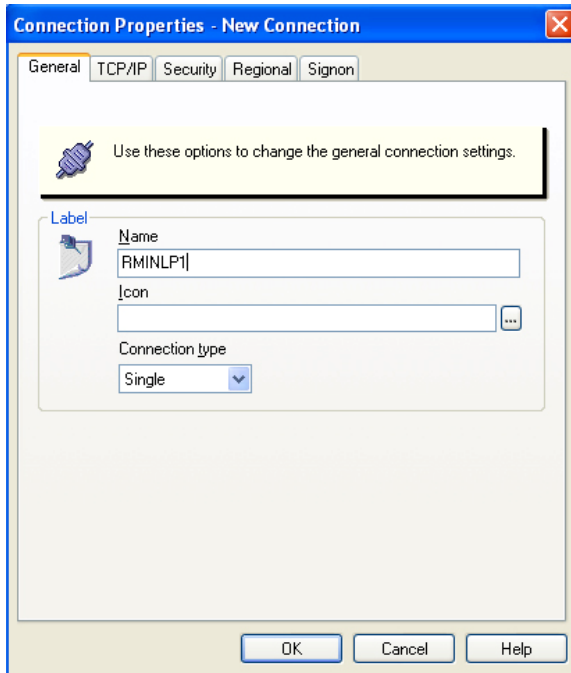 Connection Properties - New Connection
General TCP/IP Security Regional Signon
Use these options to change the general connection settings.
Label
Name
RMINLP1
Icon
...
Connection type
Single
OK Cancel Help